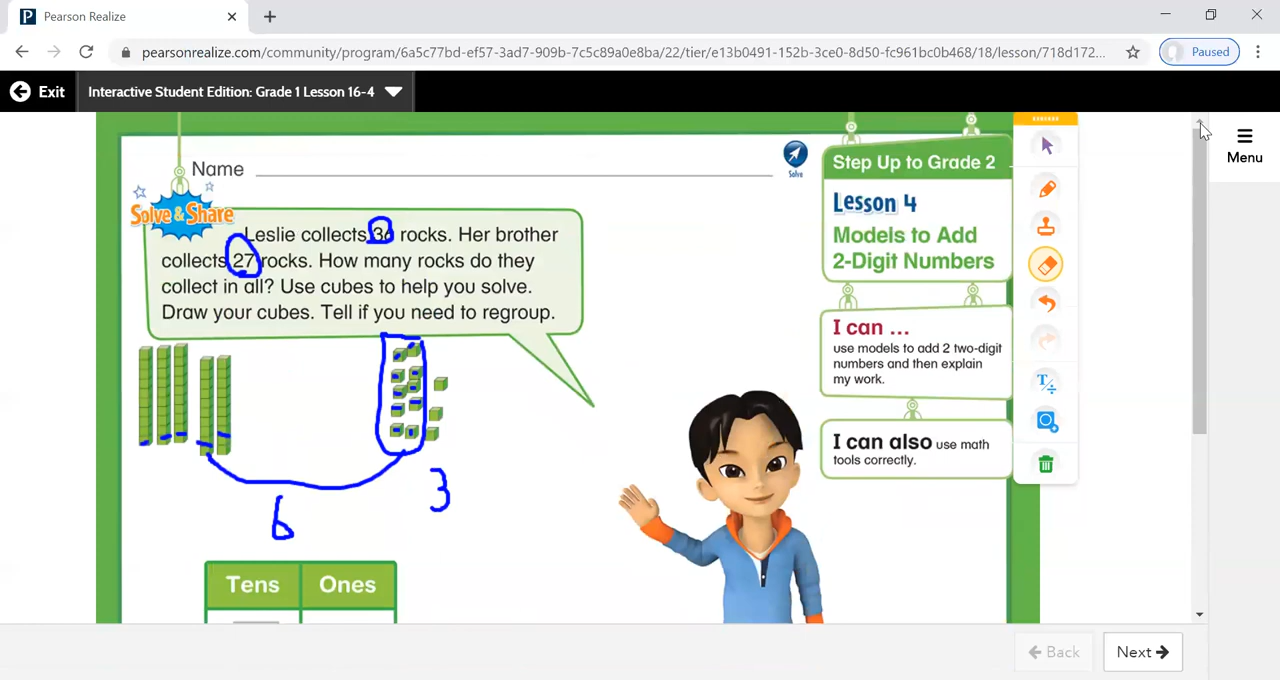 Pearson Realize
pearsonrealize.com/community/program/6a5c77bd-ef57-3ad7-909b-7c5c89a0e8ba/22/tier/e13b0491-152b-3ce0-8d50-fc961bc0b468/18/lesson/718d172...
Paused
Exit
Interactive Student Edition: Grade 1 Lesson 16-4
Menu
Name
Solve
Solve & Share
Leslie collects 36 rocks. Her brother
collects 27 rocks. How many rocks do they
collect in all? Use cubes to help you solve.
Draw your cubes. Tell if you need to regroup.
Step Up to Grade 2
Lesson 4
Models to Add
2-Digit Numbers
I can ...
use models to add 2 two-digit
numbers and then explain
my work.
I can also use math
tools correctly.
6
3
Tens Ones
Back
Next